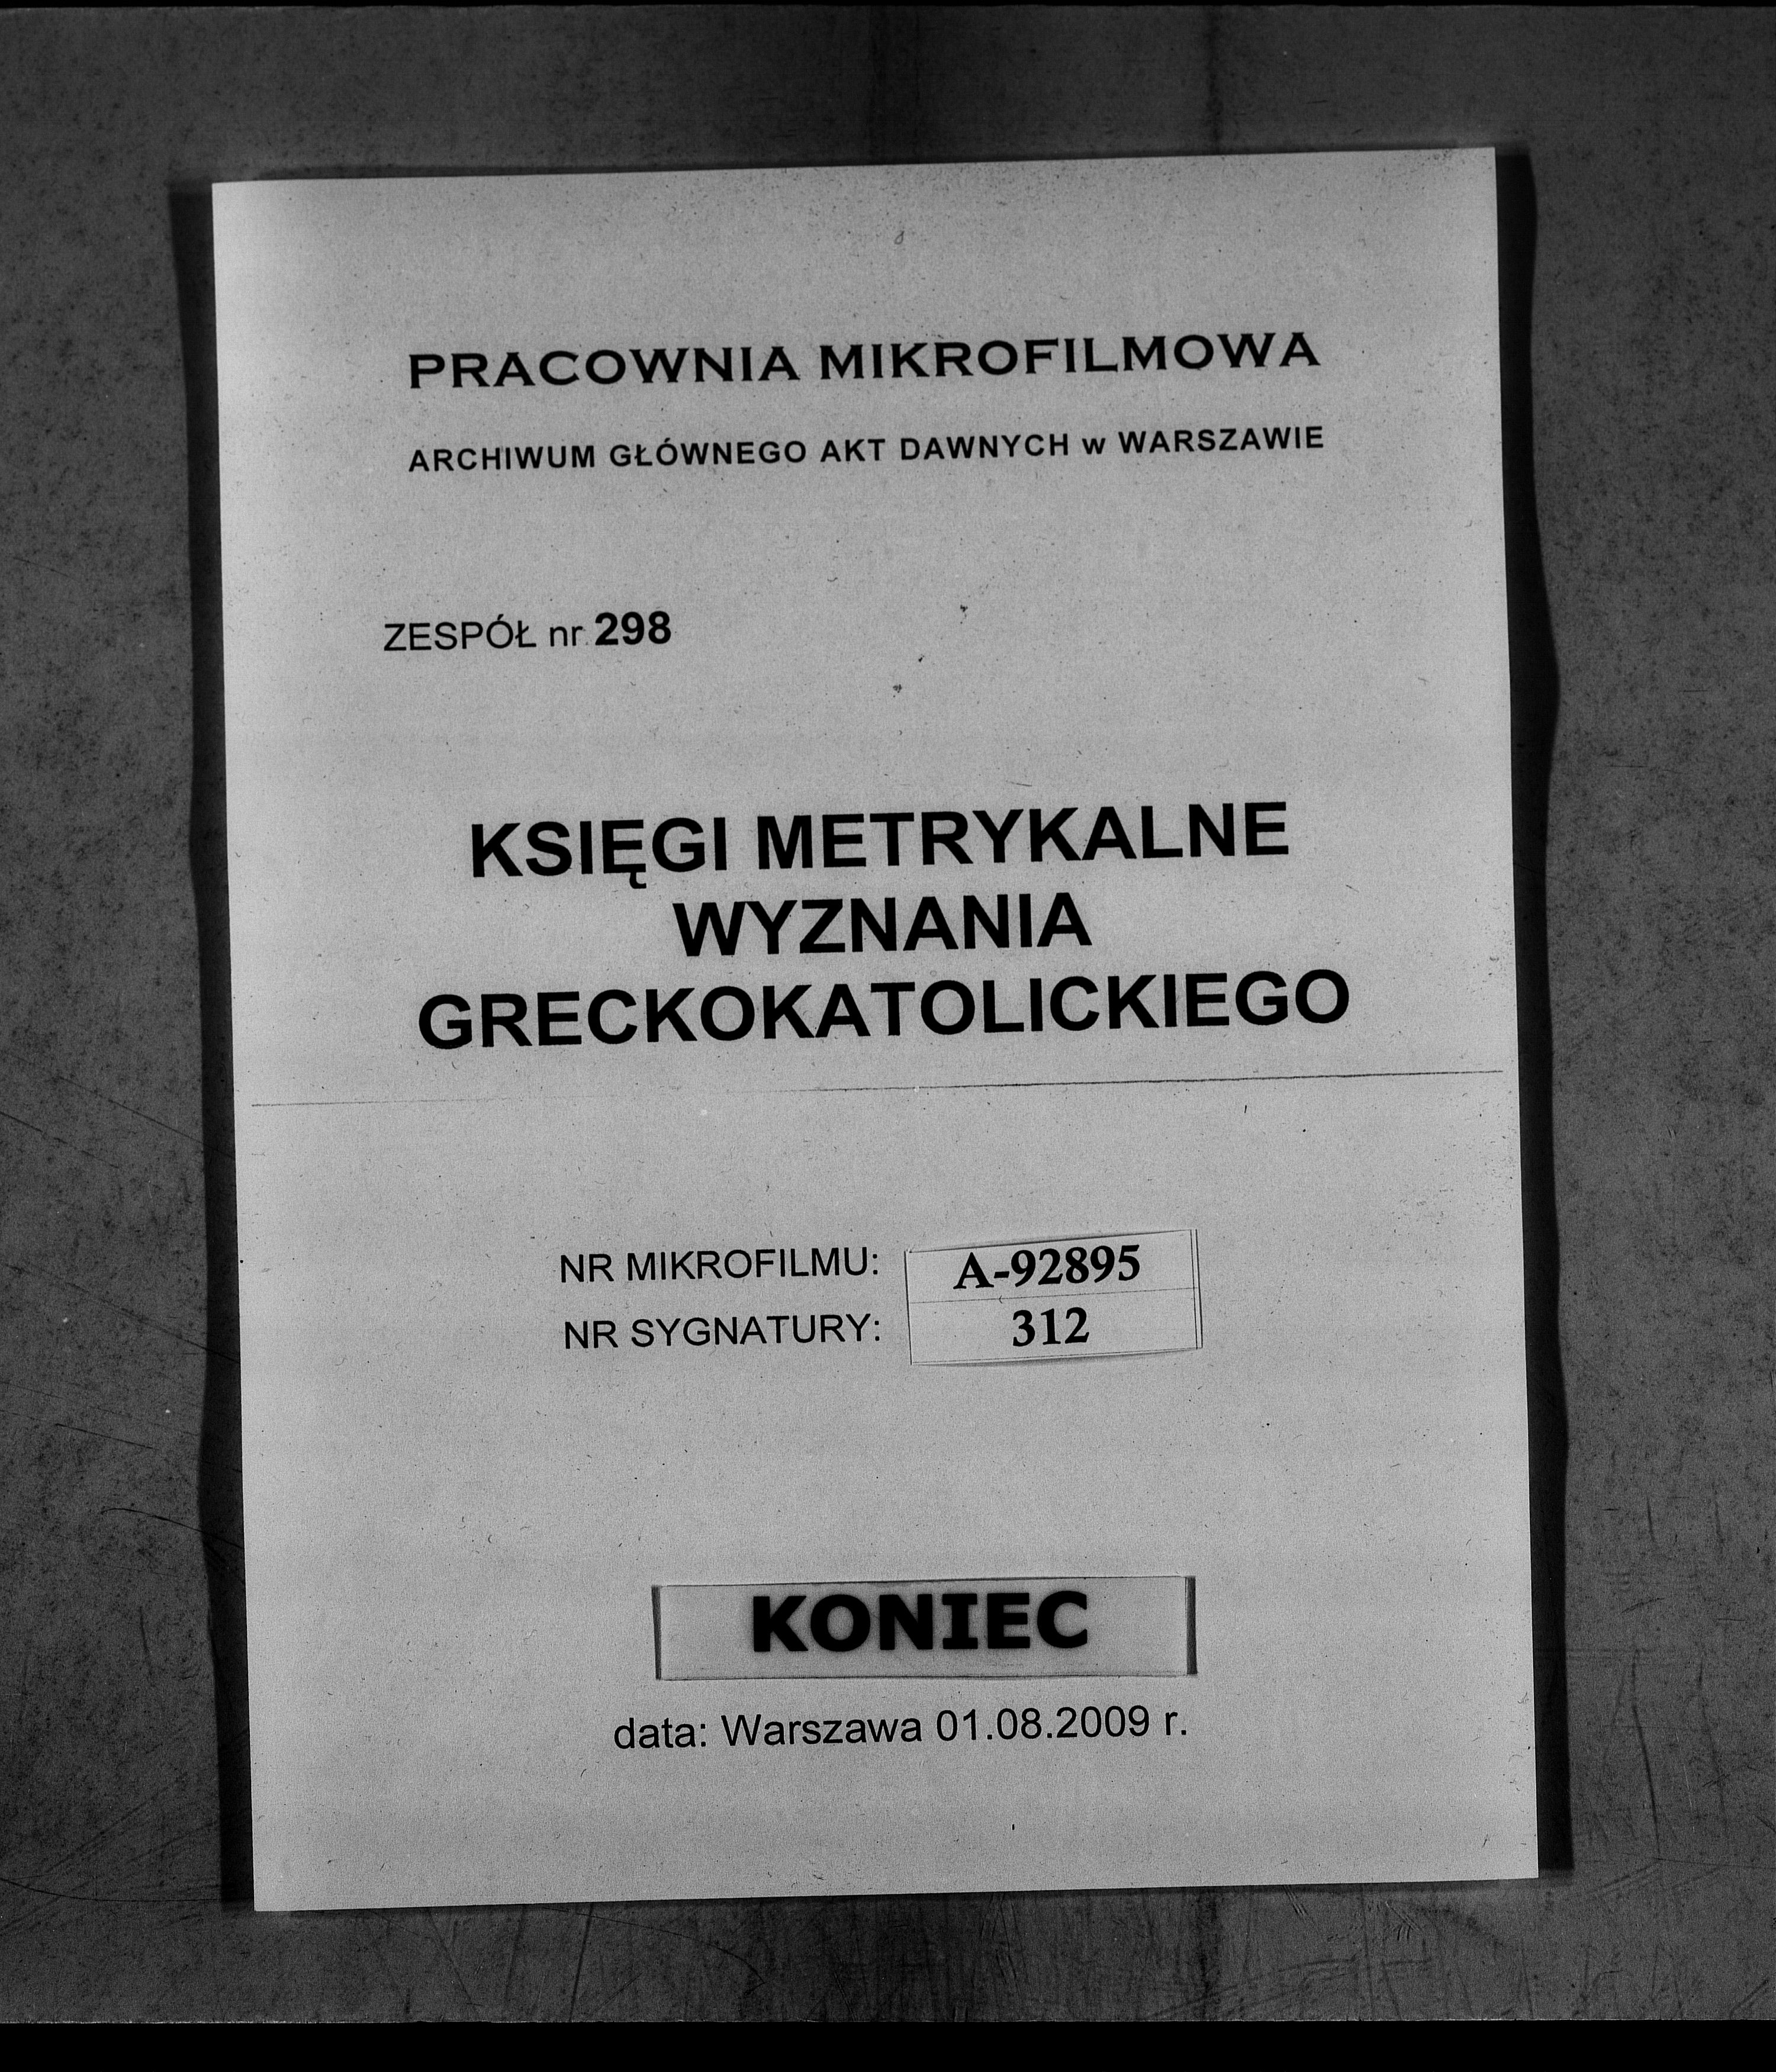 PRACOWNIA MIKROFILMOWA
ARCHIWUM GŁÓWNEGO AKT DAWNYCH w WARSZAWIE
ZESPÓŁ nr 298
KSIĘGI METRYKALNE
WYZNANIA
GRECKOKATOLICKIEGO
NR MIKROFILMU: A-92895
NR SYGNATURY: 312
KONIEC
data: Warszawa 01.08.2009 r.